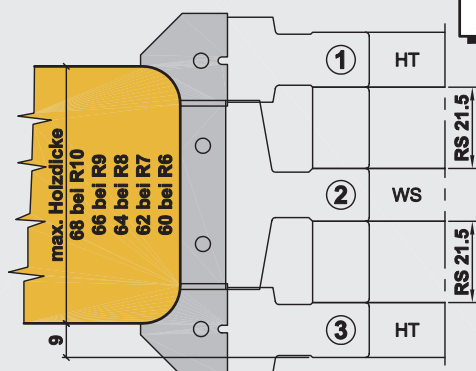 max. Holzdicke
68 bei R10
66 bei R9
64 bei R8
62 bei R7
60 bei R6
9
1 HT
RS 21.5
2 WS
RS 21.5
3 HT